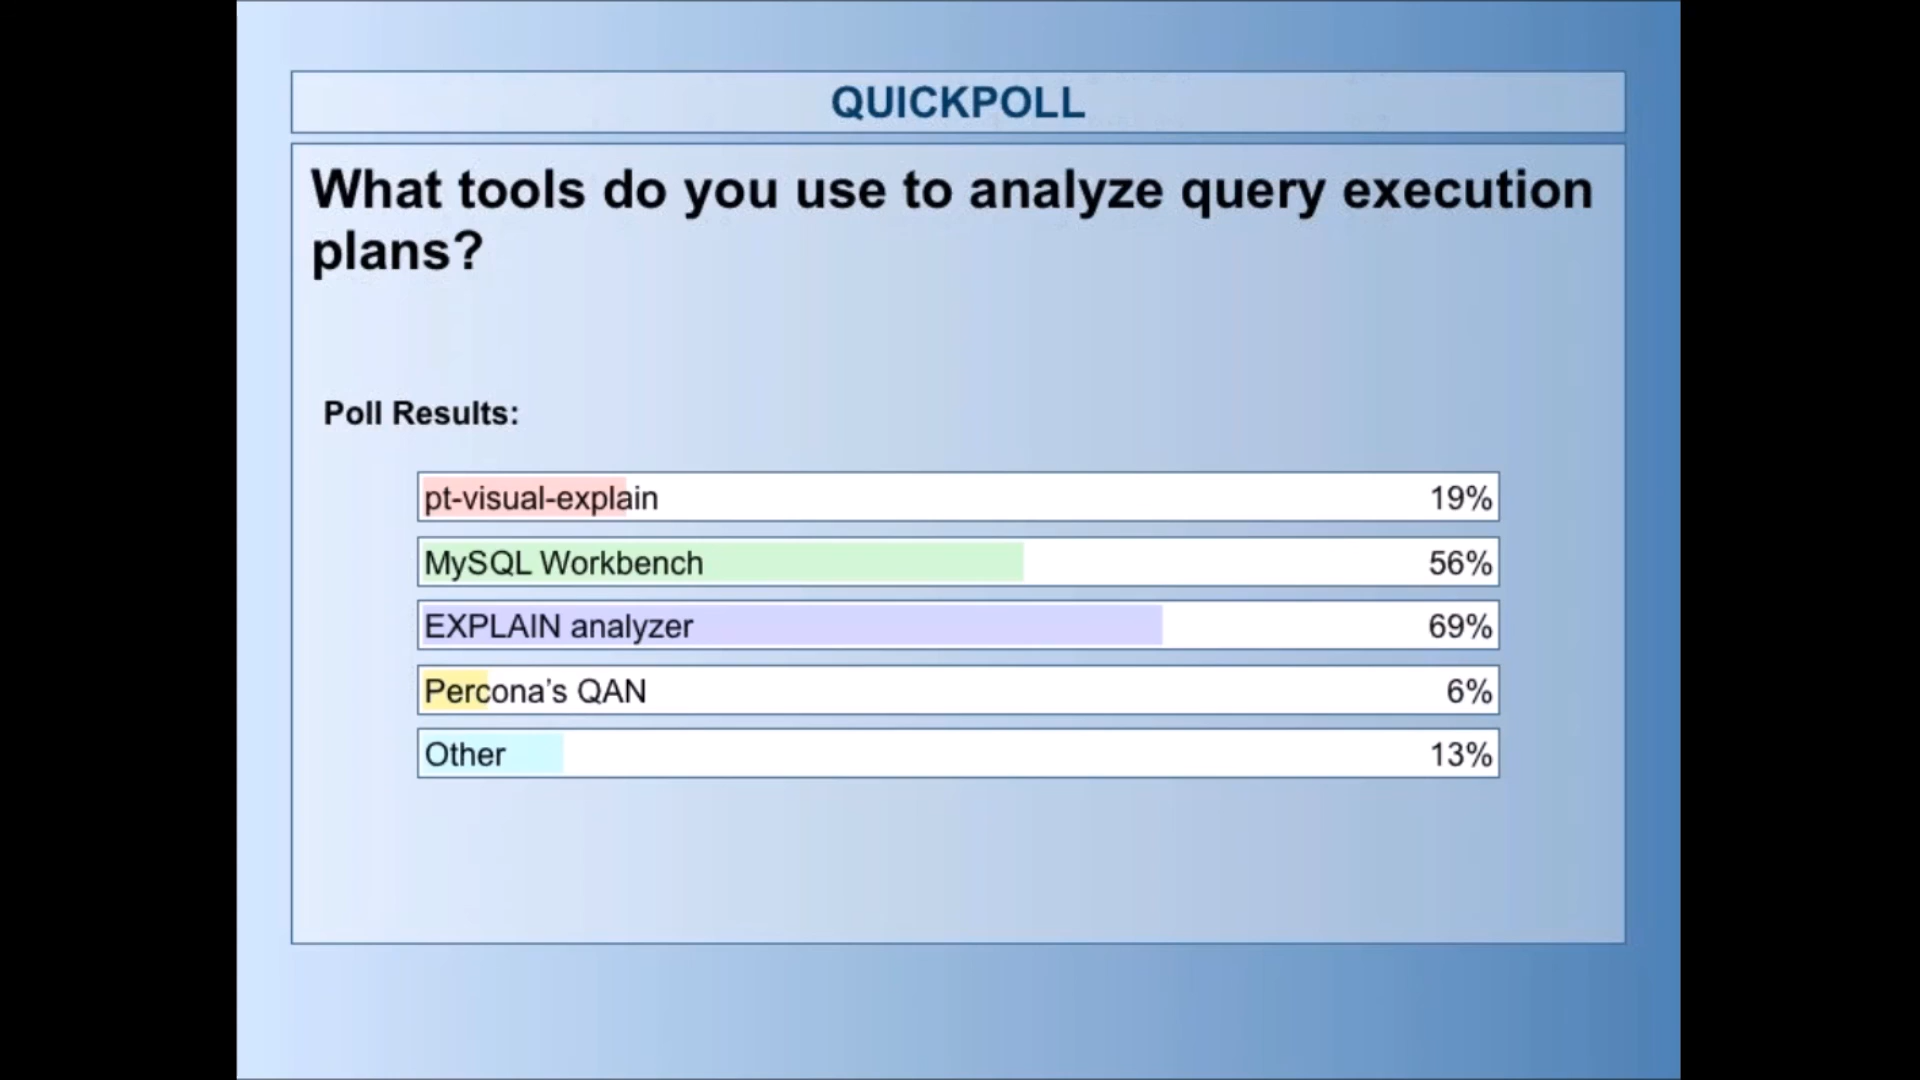 QUICKPOLL
What tools do you use to analyze query execution
plans?
Poll Results:
pt-visual-explain 19%
MySQL Workbench 56%
EXPLAIN analyzer 69%
Percona’s QAN 6%
Other 13%